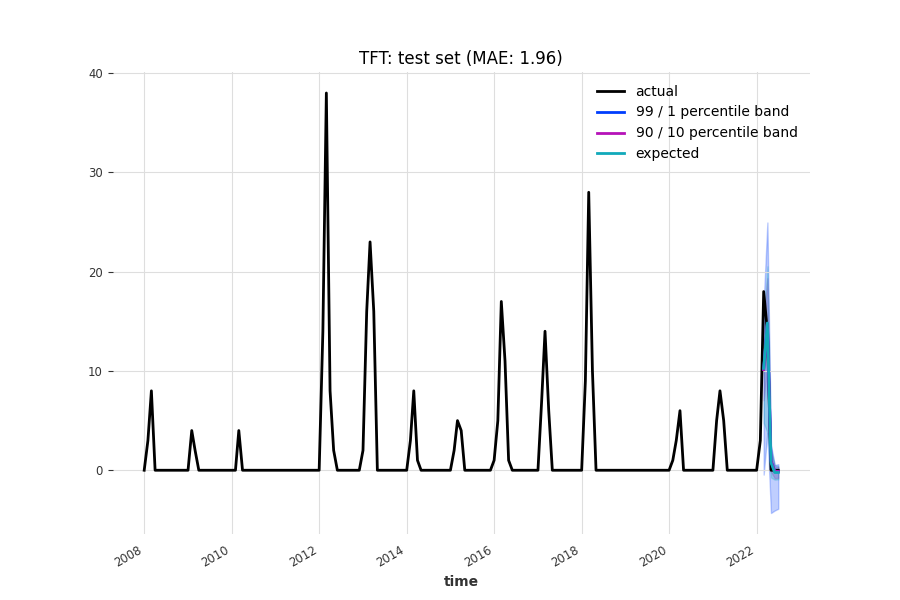 TFT: test set (MAE: 1.96)
actual
99 / 1 percentile band
90 / 10 percentile band
expected
40
30
20
10
0
2008 2010 2012 2014 2016 2018 2020 2022
time